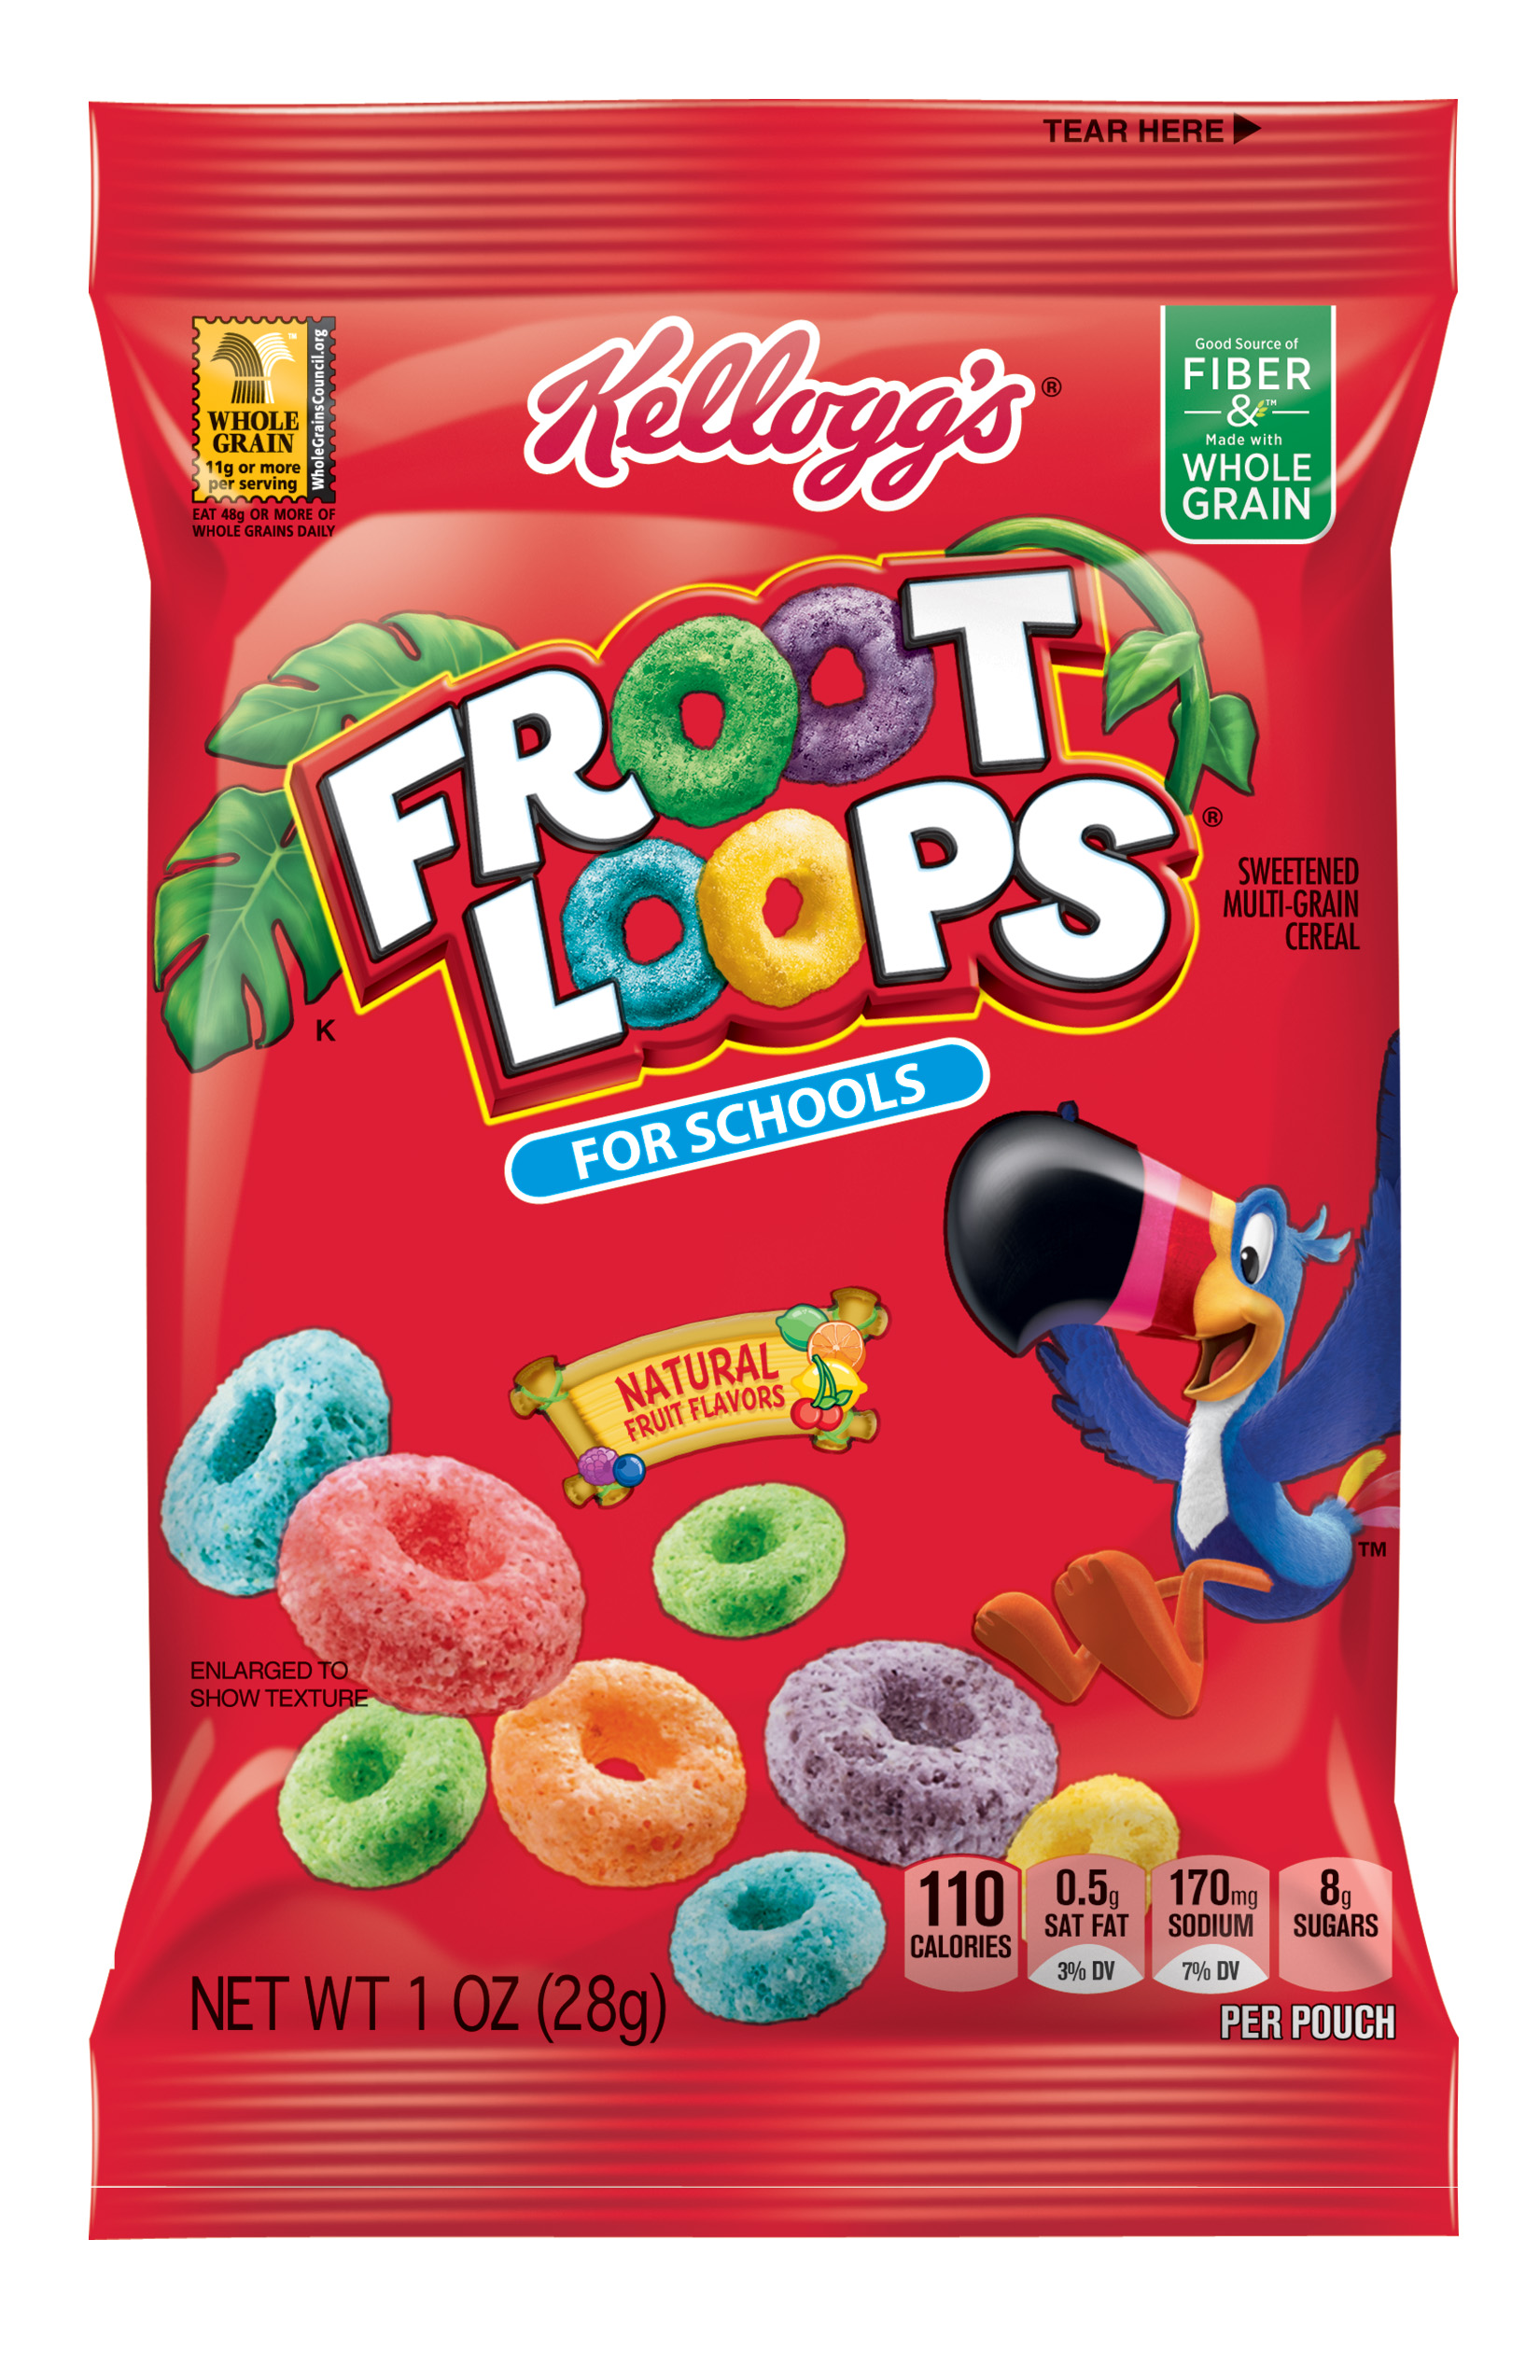 TEAR HERE
WHOLE
GRAIN
11g or more
per serving
WholeGrainsCouncil.org
EAT 48g OR MORE OF
WHOLE GRAINS DAILY
Kellogg's®
Good Source of
FIBER
&™
Made with
WHOLE
GRAIN
FROOT
LOOPS®
SWEETENED
MULTI-GRAIN
CEREAL
K
FOR SCHOOLS
NATURAL
FRUIT FLAVORS
TM
ENLARGED TO
SHOW TEXTURE
110
CALORIES
0.5g
SAT FAT
3% DV
170mg
SODIUM
7% DV
8g
SUGARS
PER POUCH
NET WT 1 OZ (28g)